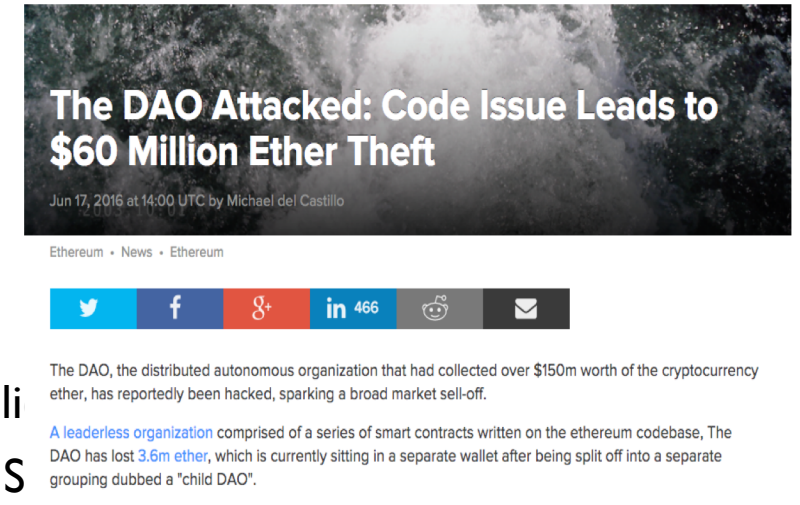 The DAO Attacked: Code Issue Leads to
$60 Million Ether Theft
Jun 17, 2016 at 14:00 UTC by Michael del Castillo
Ethereum • News • Ethereum
in 466
The DAO, the distributed autonomous organization that had collected over $150m worth of the cryptocurrency
ether, has reportedly been hacked, sparking a broad market sell-off.
li
A leaderless organization comprised of a series of smart contracts written on the ethereum codebase, The
DAO has lost 3.6m ether, which is currently sitting in a separate wallet after being split off into a separate
S
grouping dubbed a "child DAO".